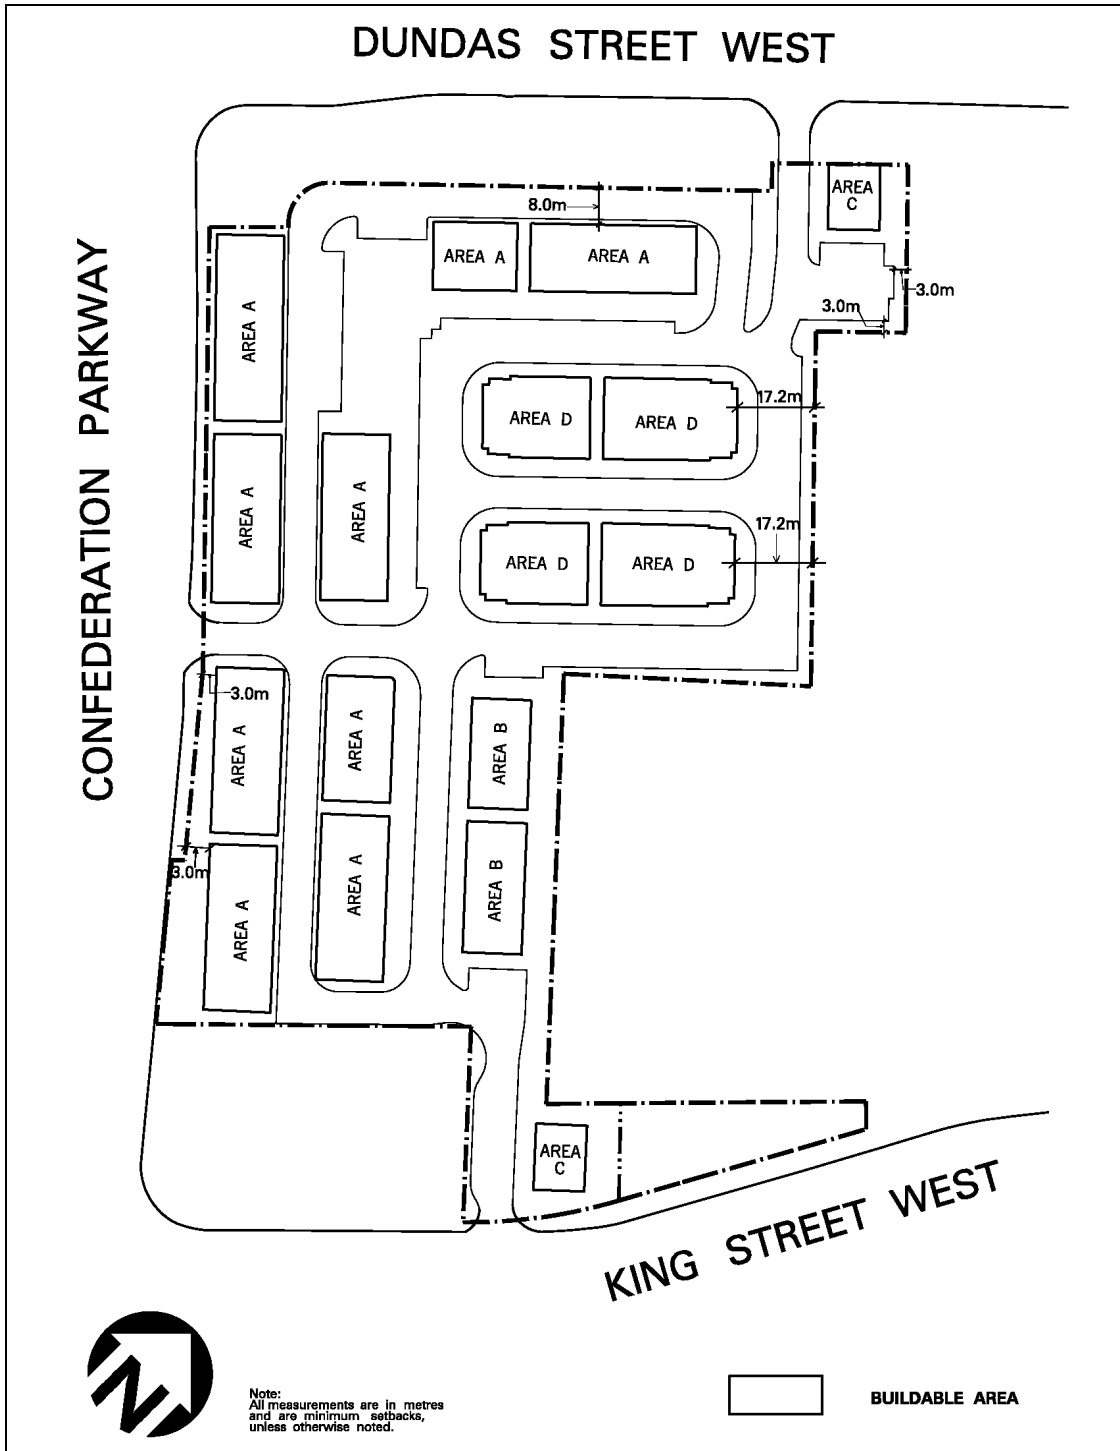 DUNDAS STREET WEST
AREA
C
8.0m
AREA A
AREA A
3.0m
3.0m
CONFEDERATION PARKWAY
AREA A
AREA D
AREA D
17.2m
AREA A
AREA A
17.2m
AREA D
AREA D
3.0m
AREA A
AREA A
AREA B
3.0m
AREA A
AREA A
AREA B
AREA
C
KING STREET WEST
N
Note:
All measurements are in metres
and are minimum setbacks,
unless otherwise noted.
BUILDABLE AREA